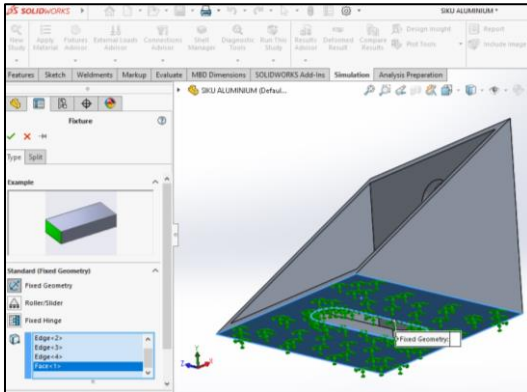 SOLIDWORKS
SIKU ALUMINIUM *
New Study
Apply Material
Fixtures Advisor
External Loads Advisor
Connections Advisor
Shell Manager
Diagnostic Tools
Run This Study
Results Advisor
Deformed Result
Compare Results
Design Insight
Plot Tools
Report
Include Image
Features Sketch Weldments Markup Evaluate MBD Dimensions SOLIDWORKS Add-Ins Simulation Analysis Preparation
SIKU ALUMINIUM (Defaul...
Fixture
Type Split
Example
Standard (Fixed Geometry)
Fixed Geometry
Roller/Slider
Fixed Hinge
Edge<2>
Edge<3>
Edge<4>
Face<1>
Fixed Geometry: